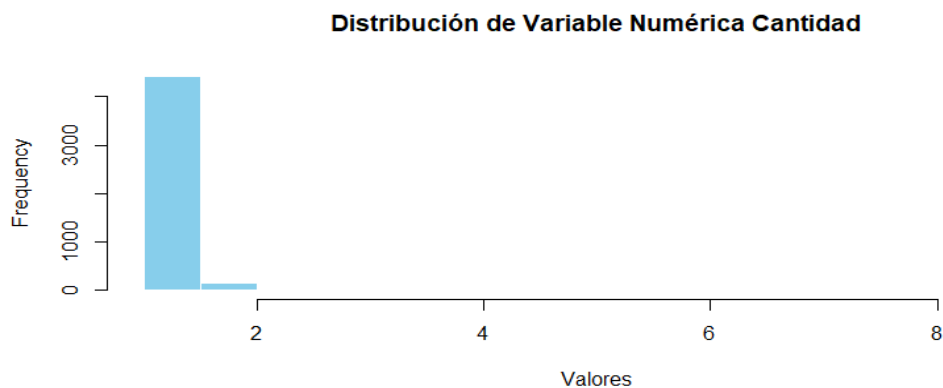 Distribución de Variable Numérica Cantidad
Frequency
3000
1000
0
2 4 6 8
Valores